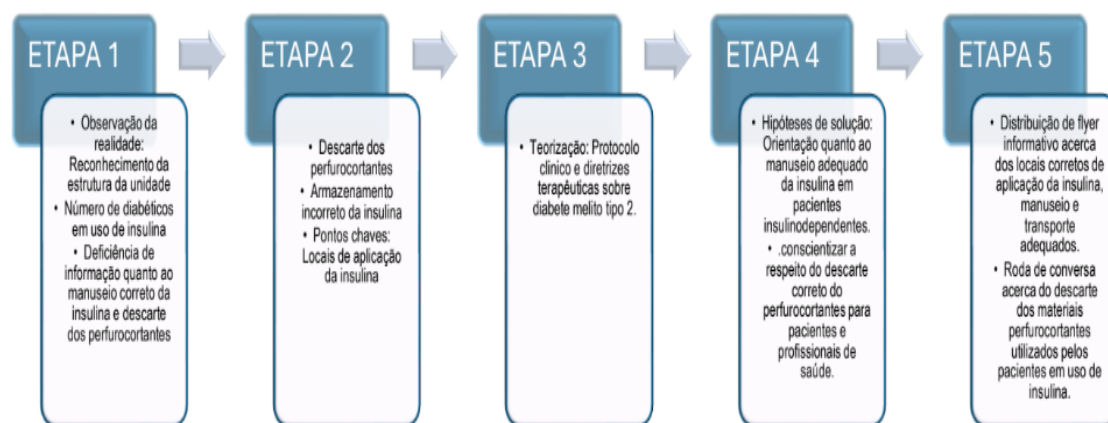 ETAPA 1
• Observação da
realidade:
Reconhecimento da
estrutura da unidade
• Número de diabéticos
em uso de insulina
• Deficiência de
informação quanto ao
manuseio correto da
insulina e descarte
dos perfurocortantes
ETAPA 2
• Descarte dos
perfurocortantes
• Armazenamento
incorreto da insulina
• Pontos chaves:
Locais de aplicação
da insulina
ETAPA 3
• Teorização: Protocolo
clinico e diretrizes
terapêuticas sobre
diabete melito tipo 2.
ETAPA 4
• Hipóteses de solução:
Orientação quanto ao
manuseio adequado
da insulina em
pacientes
insulinodependentes.
• .conscientizar a
respeito do descarte
correto do
perfurocortantes para
pacientes e
profissionais de
saúde.
ETAPA 5
• Distribuição de flyer
informativo acerca
dos locais corretos de
aplicação da insulina,
manuseio e
transporte
adequados.
• Roda de conversa
acerca do descarte
dos materiais
perfurocortantes
utilizados pelos
pacientes em uso de
insulina.